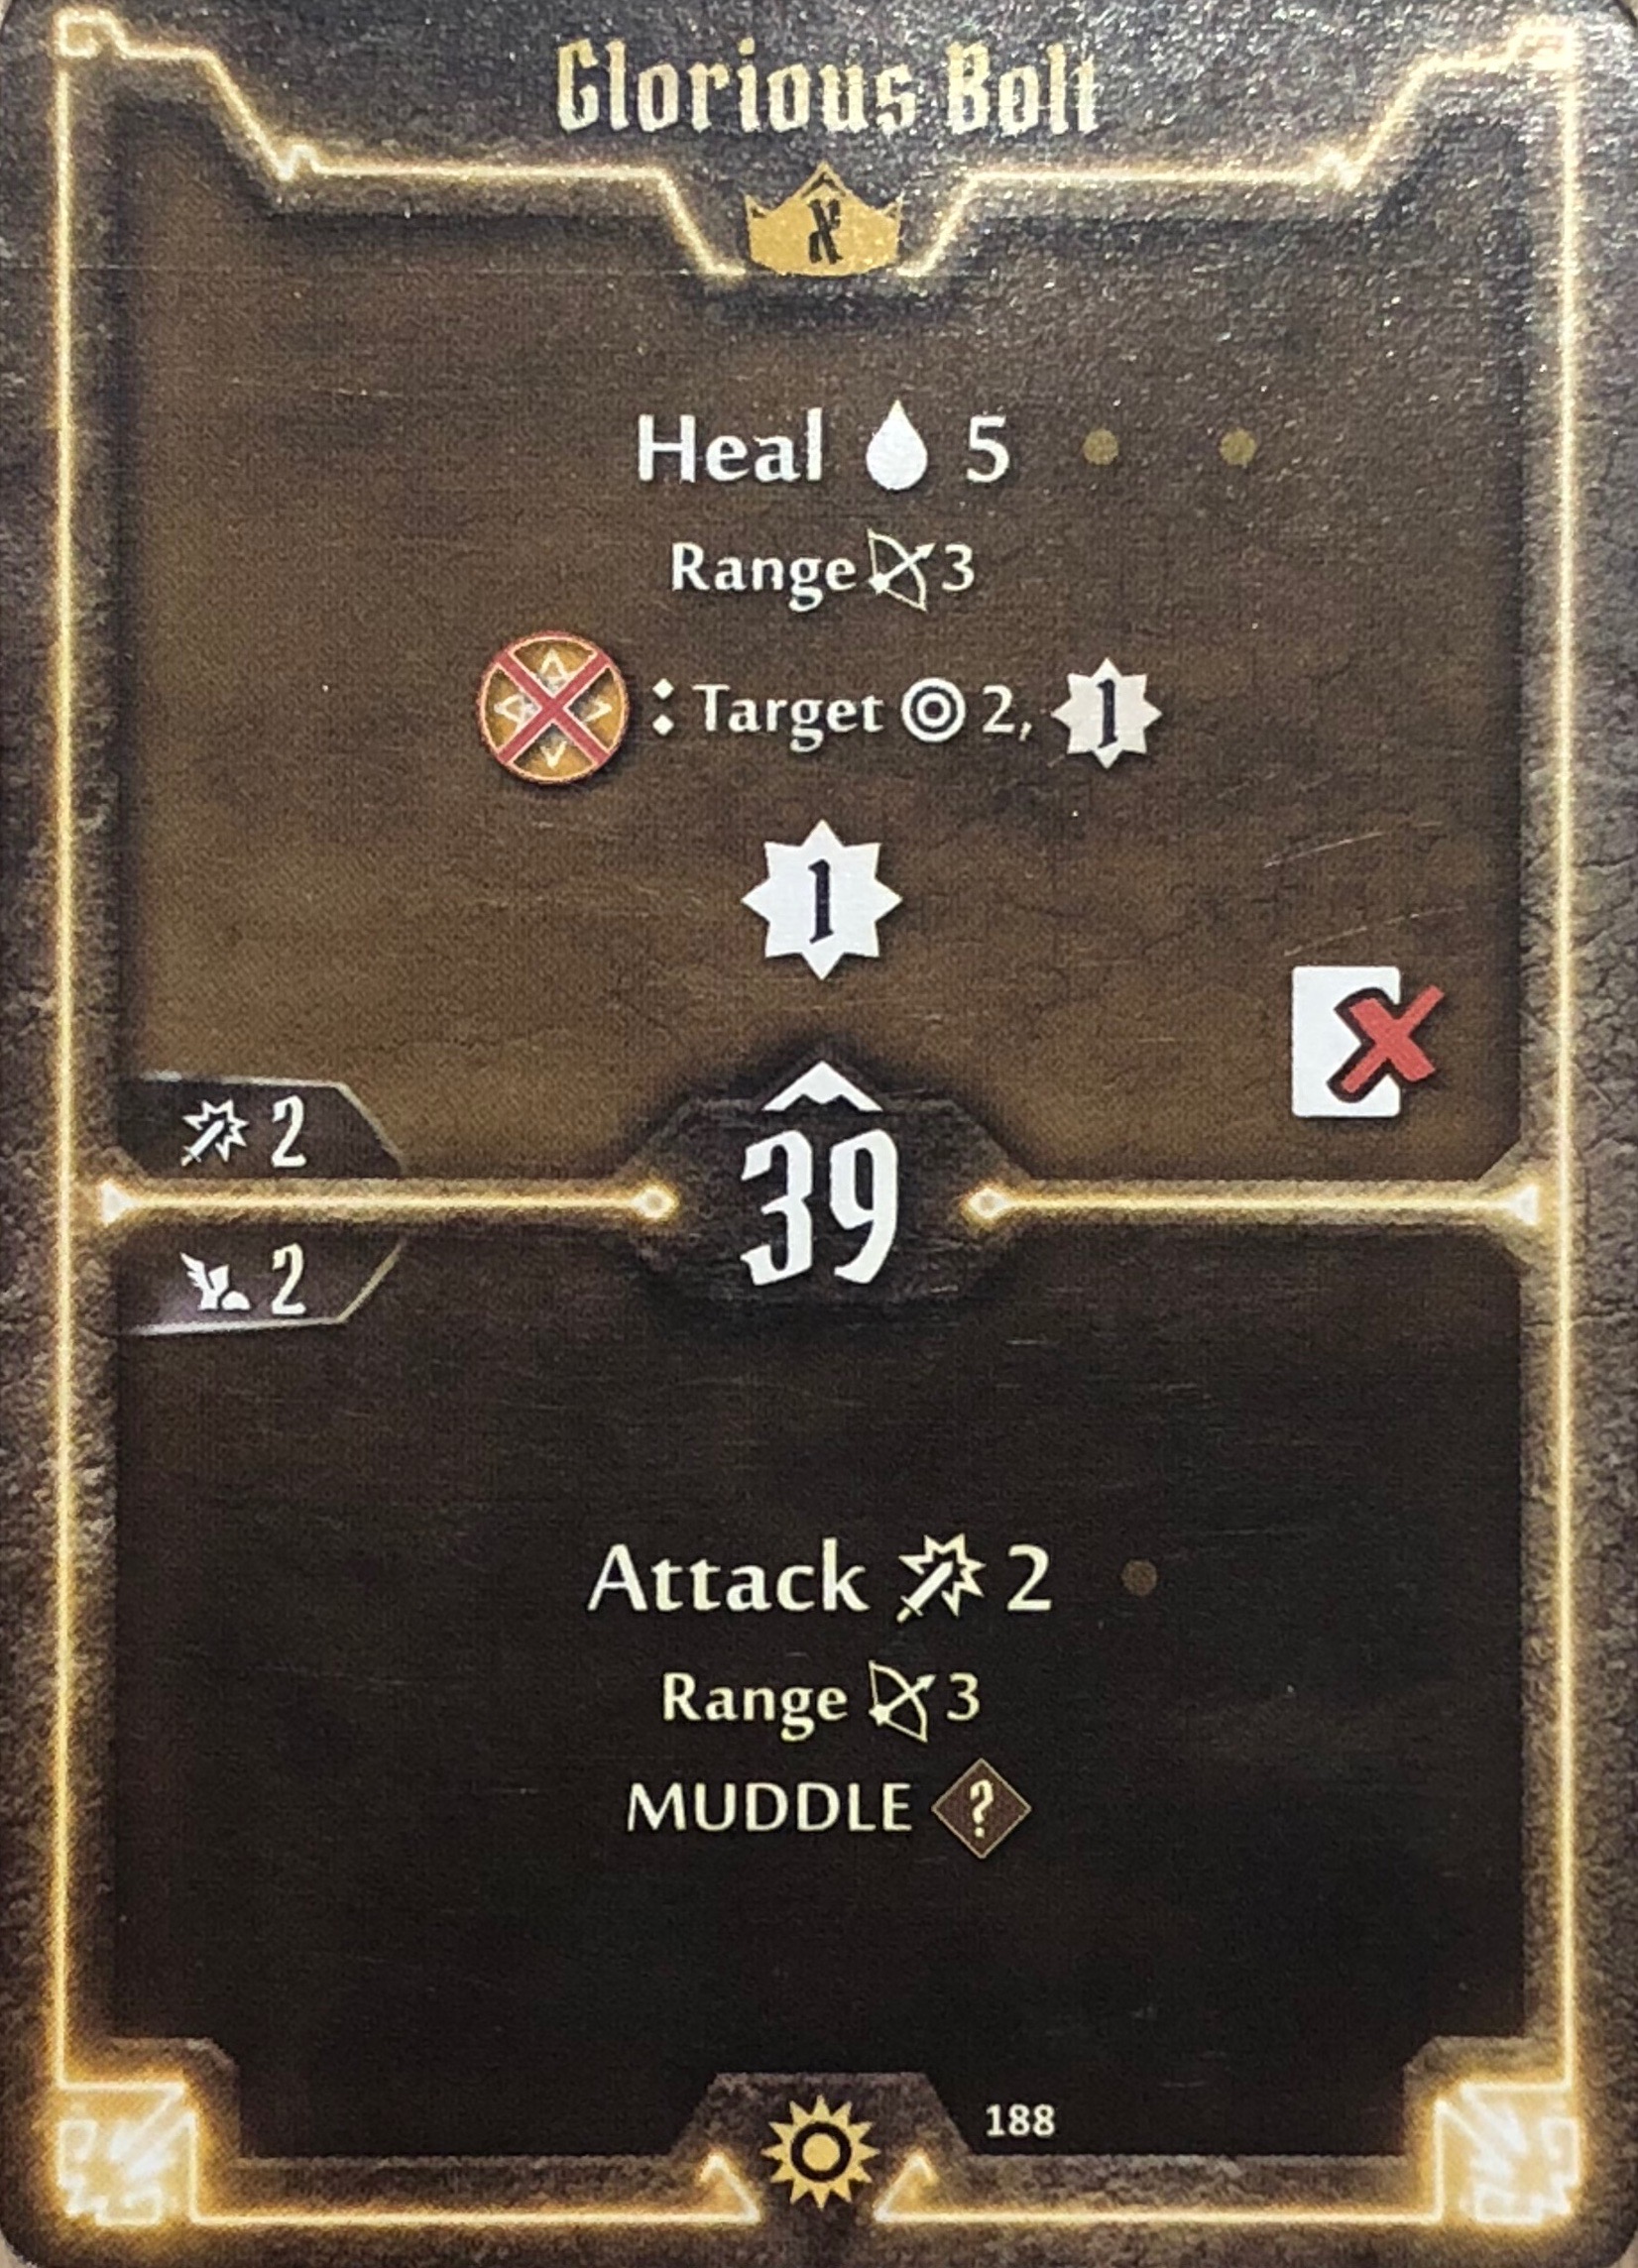 Glorious Bolt
X
Heal 5
Range 3
: Target 2, 1
1
2
39
2
Attack 2
Range 3
MUDDLE ?
188